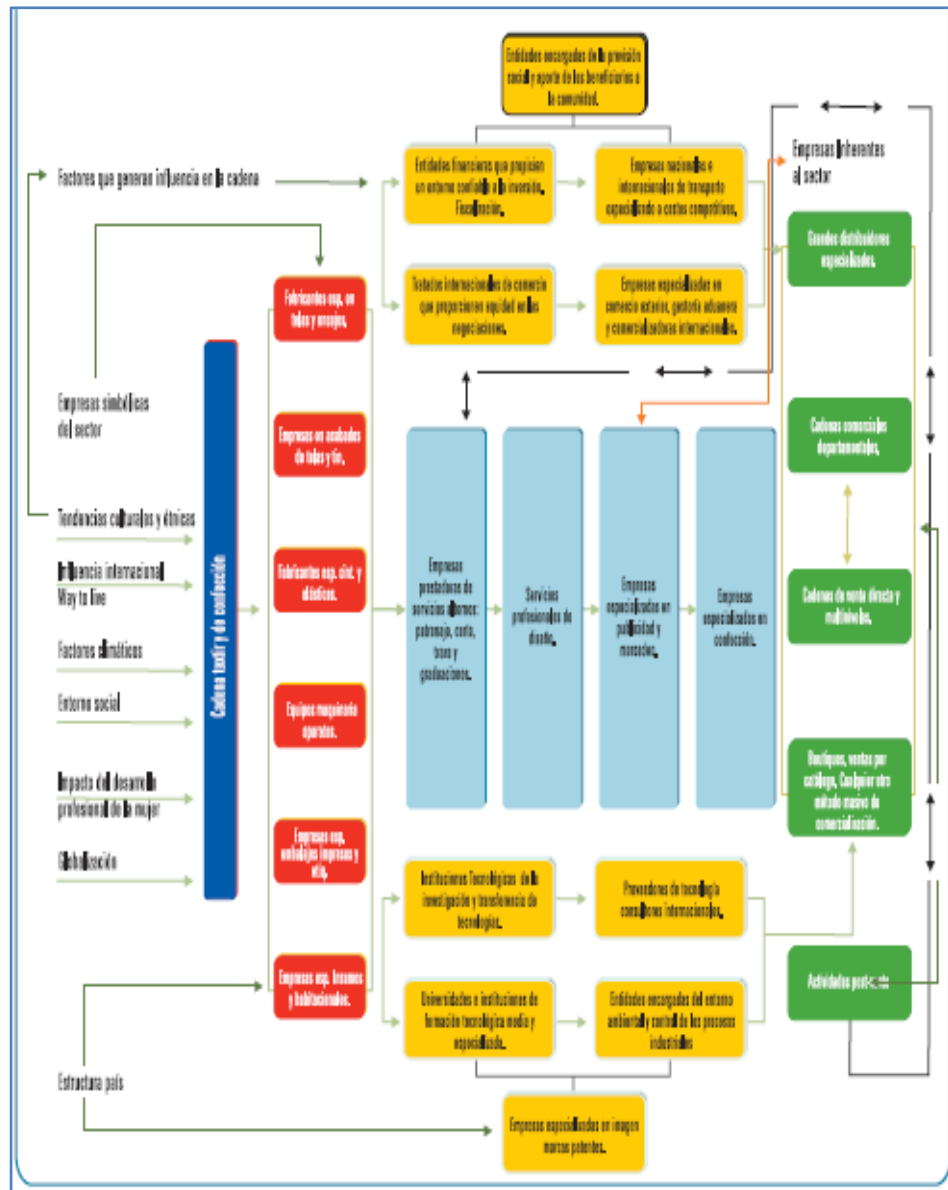 Entidades encargadas de la previsión
social y aporte de los beneficiarios a
la comunidad.
Factores que generan influencia en la cadena
Entidades financieras que propicien
un entorno confiable a la inversión.
Fiscalización.
Empresas nacionales e
internacionales de transporte
especializado a costos competitivos.
Empresas inherentes
al sector
Grandes distribuidores
especializados.
Tratados internacionales de comercio
que proporcionen equidad en las
negociaciones.
Empresas especializadas en
comercio exterior, gestoría aduanera
y comercializadoras internacionales.
Fabricantes esp. en
telas y encajes.
Empresas simbólicas
del sector
Empresas en acabados
de telas y tin.
Cadenas comerciales
departamentales.
Tendencias culturales y étnicas
Influencia internacional
Way to live
Factores climáticos
Entorno social
Impacto del desarrollo
profesional de la mujer
Globalización
Cadena textil y de confección
Fabricantes esp. cint. y
elásticos.
Equipos maquinaria
aparatos.
Empresas esp.
embalajes impresos y
etiq.
Empresas esp. Insumos
y habitacionales.
Empresas
prestadoras de
servicios alternos:
patronaje, corte,
trazo y
graduaciones.
Servicios
profesionales de
diseño.
Empresas
especializadas en
publicidad y
mercadeo.
Empresas
especializadas en
confección.
Cadenas de venta directa y
multiniveles.
Boutiques, ventas por
catálogo, Cualquier otro
método masivo de
comercialización.
Instituciones Tecnológicas de la
investigación y transferencia de
tecnologías.
Proveedores de tecnología
consultores internacionales.
Universidades e instituciones de
formación tecnológica media y
especializada.
Entidades encargadas del entorno
ambiental y control de los procesos
industriales
Actividades post-venta
Estructura país
Empresas especializadas en imagen
marcas patentes.